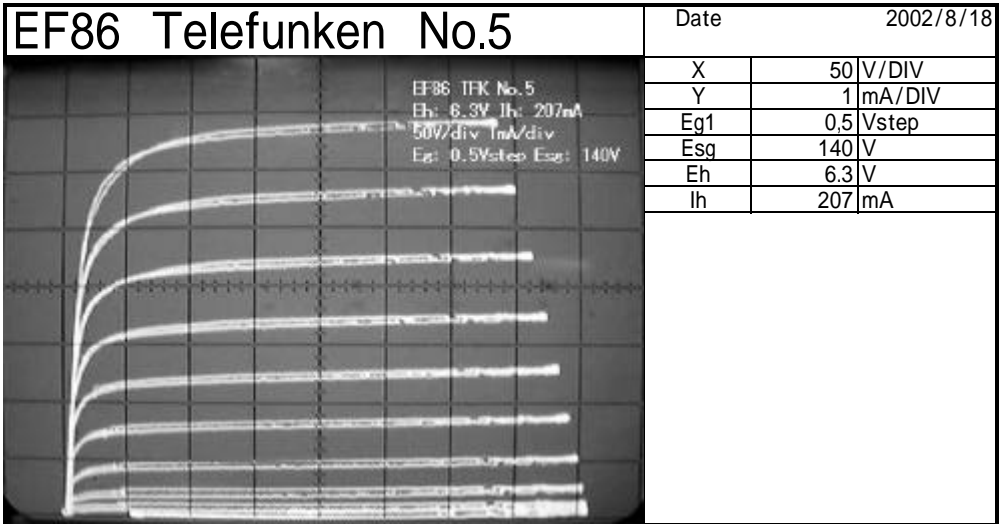 EF86 Telefunken No.5
Date 2002/8/18
X 50 V/DIV
Y 1 mA/DIV
Eg1 0,5 Vstep
Esg 140 V
Eh 6.3 V
Ih 207 mA
EF86 TFK No.5
Eh: 6.3V Ih: 207mA
50V/div 1mA/div
Eg: 0.5Vstep Esg: 140V